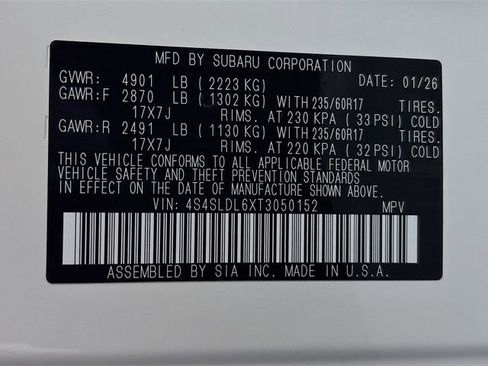 MFD BY SUBARU CORPORATION
GVWR: 4901 LB (2223 KG) DATE: 01/26
GAWR:F 2870 LB (1302 KG) WITH 235/60R17 TIRES.
17X7J RIMS. AT 230 KPA (33 PSI) COLD
GAWR:R 2491 LB (1130 KG) WITH 235/60R17 TIRES.
17X7J RIMS. AT 220 KPA (32 PSI) COLD
THIS VEHICLE CONFORMS TO ALL APPLICABLE FEDERAL MOTOR
VEHICLE SAFETY AND THEFT PREVENTION STANDARDS
IN EFFECT ON THE DATE OF MANUFACTURE SHOWN ABOVE.
VIN: 4S4SLDL6XT3050152 MPV
ASSEMBLED BY SIA INC. MADE IN U.S.A.